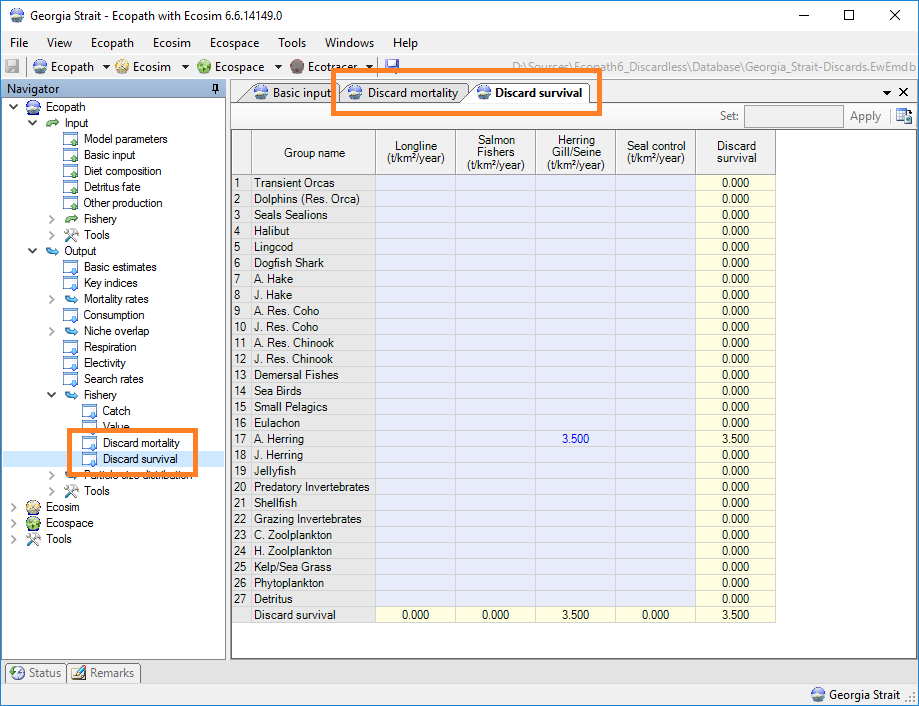 Georgia Strait - Ecopath with Ecosim 6.6.14149.0
File View Ecopath Ecosim Ecospace Tools Windows Help
Ecopath Ecosim Ecospace Ecotracer D:\Sources\Ecopath6_Discardless\Database\Georgia_Strait-Discards.EwEmdb
Navigator
Ecopath
Input
Model parameters
Basic input
Diet composition
Detritus fate
Other production
Fishery
Tools
Output
Basic estimates
Key indices
Mortality rates
Consumption
Niche overlap
Respiration
Electivity
Search rates
Fishery
Catch
Value
Discard mortality
Discard survival
Particle size distribution
Tools
Ecosim
Ecospace
Tools
Basic input Discard mortality Discard survival
Set: Apply
Group name Longline (t/km²/year) Salmon Fishers (t/km²/year) Herring Gill/Seine (t/km²/year) Seal control (t/km²/year) Discard survival
1 Transient Orcas 0.000
2 Dolphins (Res. Orca) 0.000
3 Seals Sealions 0.000
4 Halibut 0.000
5 Lingcod 0.000
6 Dogfish Shark 0.000
7 A. Hake 0.000
8 J. Hake 0.000
9 A. Res. Coho 0.000
10 J. Res. Coho 0.000
11 A. Res. Chinook 0.000
12 J. Res. Chinook 0.000
13 Demersal Fishes 0.000
14 Sea Birds 0.000
15 Small Pelagics 0.000
16 Eulachon 0.000
17 A. Herring 3.500 3.500
18 J. Herring 0.000
19 Jellyfish 0.000
20 Predatory Invertebrates 0.000
21 Shellfish 0.000
22 Grazing Invertebrates 0.000
23 C. Zoolplankton 0.000
24 H. Zoolplankton 0.000
25 Kelp/Sea Grass 0.000
26 Phytoplankton 0.000
27 Detritus 0.000
Discard survival 0.000 0.000 3.500 0.000 3.500
Status Remarks
Georgia Strait